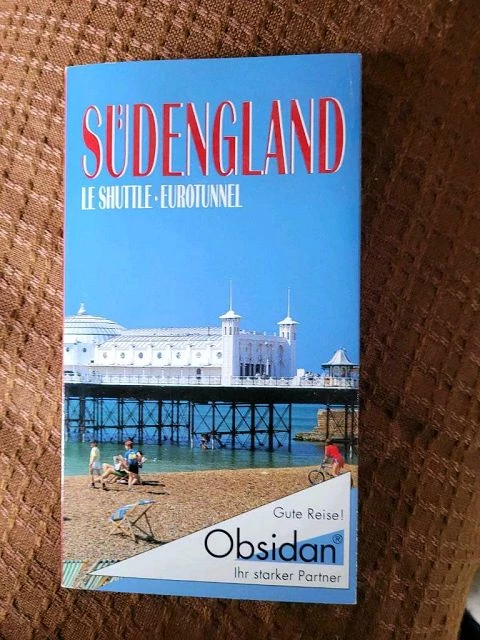 SÜDENGLAND
LE SHUTTLE · EUROTUNNEL
Gute Reise!
Obsidan®
Ihr starker Partner